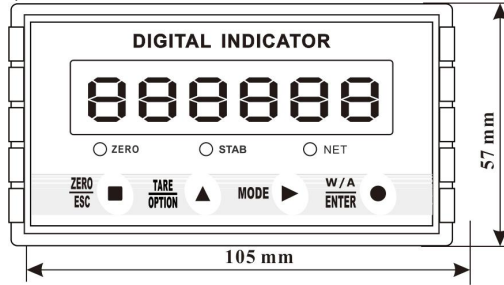 DIGITAL INDICATOR
888888
ZERO STAB NET
ZERO TARE MODE W/A
ESC OPTION ENTER
57 mm
105 mm